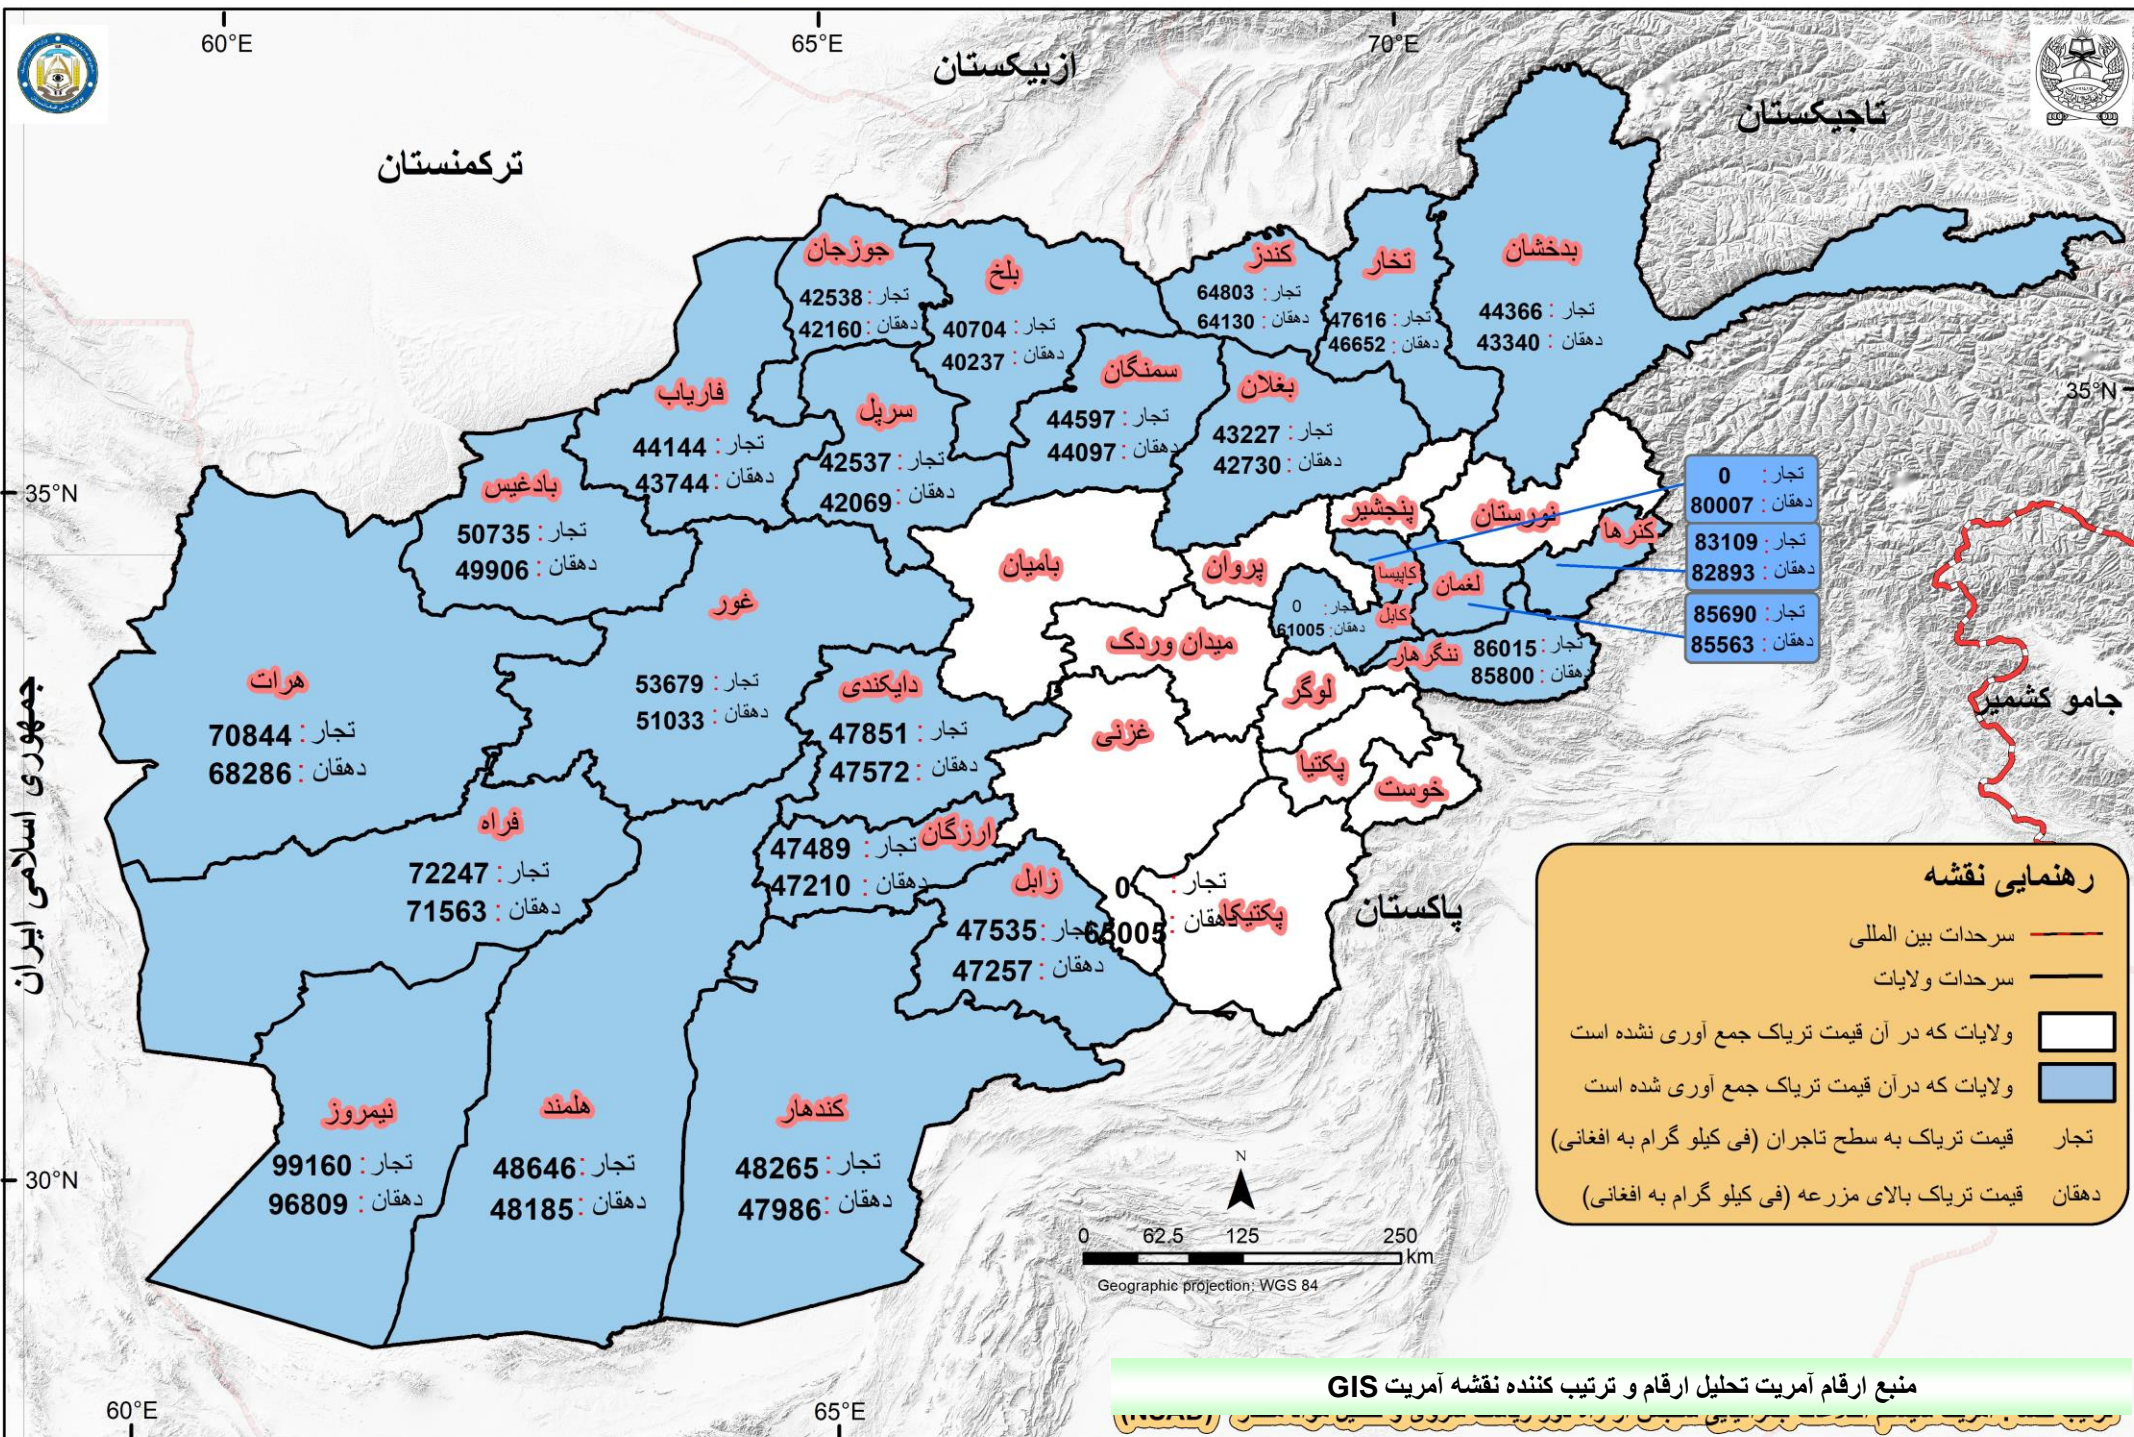 60°E
65°E
70°E
ازبیکستان
تاجیکستان
ترکمنستان
جوزجان
تجار : 42538
دهقان : 42160
بلخ
تجار : 40704
دهقان : 40237
کندز
تجار : 64803
دهقان : 64130
تخار
تجار : 47616
دهقان : 46652
بدخشان
تجار : 44366
دهقان : 43340
35°N
فاریاب
تجار : 44144
دهقان : 43744
سرپل
تجار : 42537
دهقان : 42069
سمنگان
تجار : 44597
دهقان : 44097
بغلان
تجار : 43227
دهقان : 42730
35°N
بادغیس
تجار : 50735
دهقان : 49906
پنجشیر
نورستان
کنرها
تجار : 0
دهقان : 80007
تجار : 83109
دهقان : 82893
تجار : 85690
دهقان : 85563
بامیان
پروان
کاپیسا
لغمان
کابل
تجار : 0
دهقان : 61005
غور
تجار : 53679
دهقان : 51033
میدان وردک
ننگرهار
تجار : 86015
دهقان : 85800
هرات
تجار : 70844
دهقان : 68286
دایکندی
تجار : 47851
دهقان : 47572
لوگر
غزنی
پکتیا
خوست
جامو کشمیر
جمهوری اسلامی ایران
فراه
تجار : 72247
دهقان : 71563
ارزگان
تجار : 47489
دهقان : 47210
زابل
تجار : 47535
دهقان : 47257
پکتیکا
تجار : 0
دهقان : 65005
پاکستان
نیمروز
تجار : 99160
دهقان : 96809
هلمند
تجار : 48646
دهقان : 48185
کندهار
تجار : 48265
دهقان : 47986
30°N
رهنمایی نقشه
سرحدات بین المللی
سرحدات ولایات
ولایات که در آن قیمت تریاک جمع آوری نشده است
ولایات که درآن قیمت تریاک جمع آوری شده است
تجار قیمت تریاک به سطح تاجران (فی کیلو گرام به افغانی)
دهقان قیمت تریاک بالای مزرعه (فی کیلو گرام به افغانی)
N
0 62.5 125 250
km
Geographic projection: WGS 84
منبع ارقام آمریت تحلیل ارقام و ترتیب کننده نقشه آمریت GIS
60°E
65°E